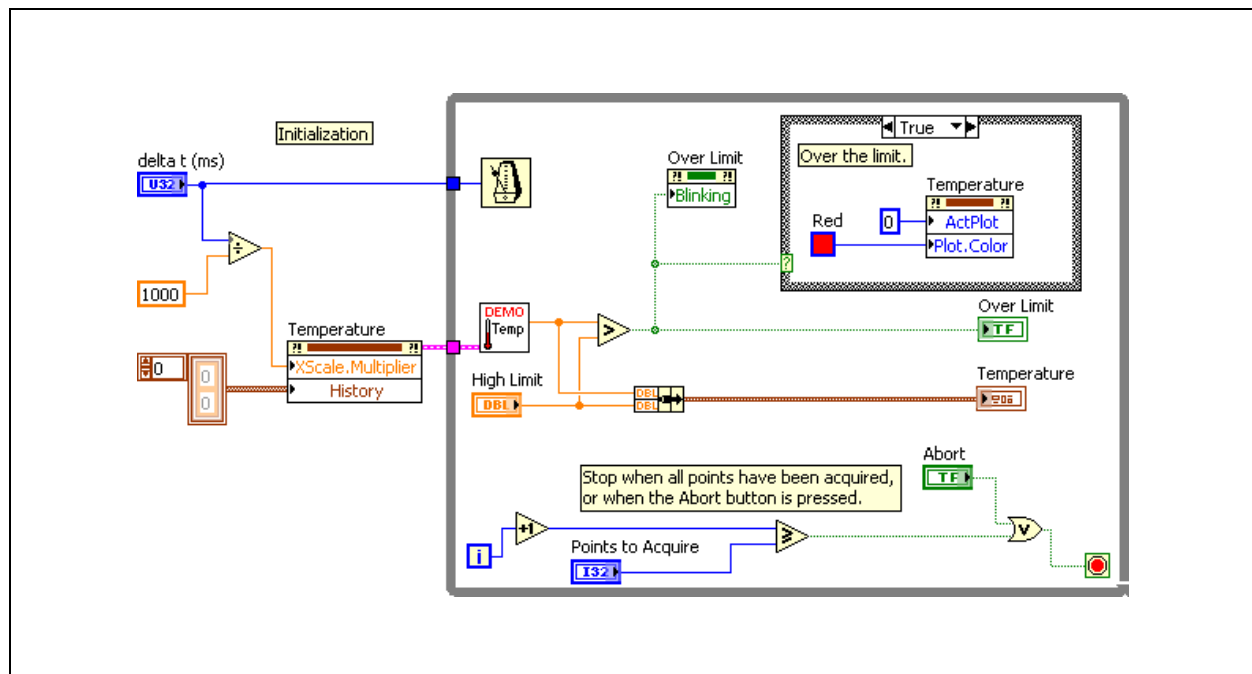 Initialization
delta t (ms)
U32
÷
1000
Temperature
?! ?!
XScale.Multiplier
History
0
0
0
Over Limit
?! ?!
Blinking
True
Over the limit.
Temperature
?! ?!
Red
0
ActPlot
Plot.Color
?
DEMO
Temp
>
Over Limit
TF
High Limit
DBL
DBL
DBL
Temperature
Abort
TF
Stop when all points have been acquired,
or when the Abort button is pressed.
i
+1
Points to Acquire
I32
≥
V